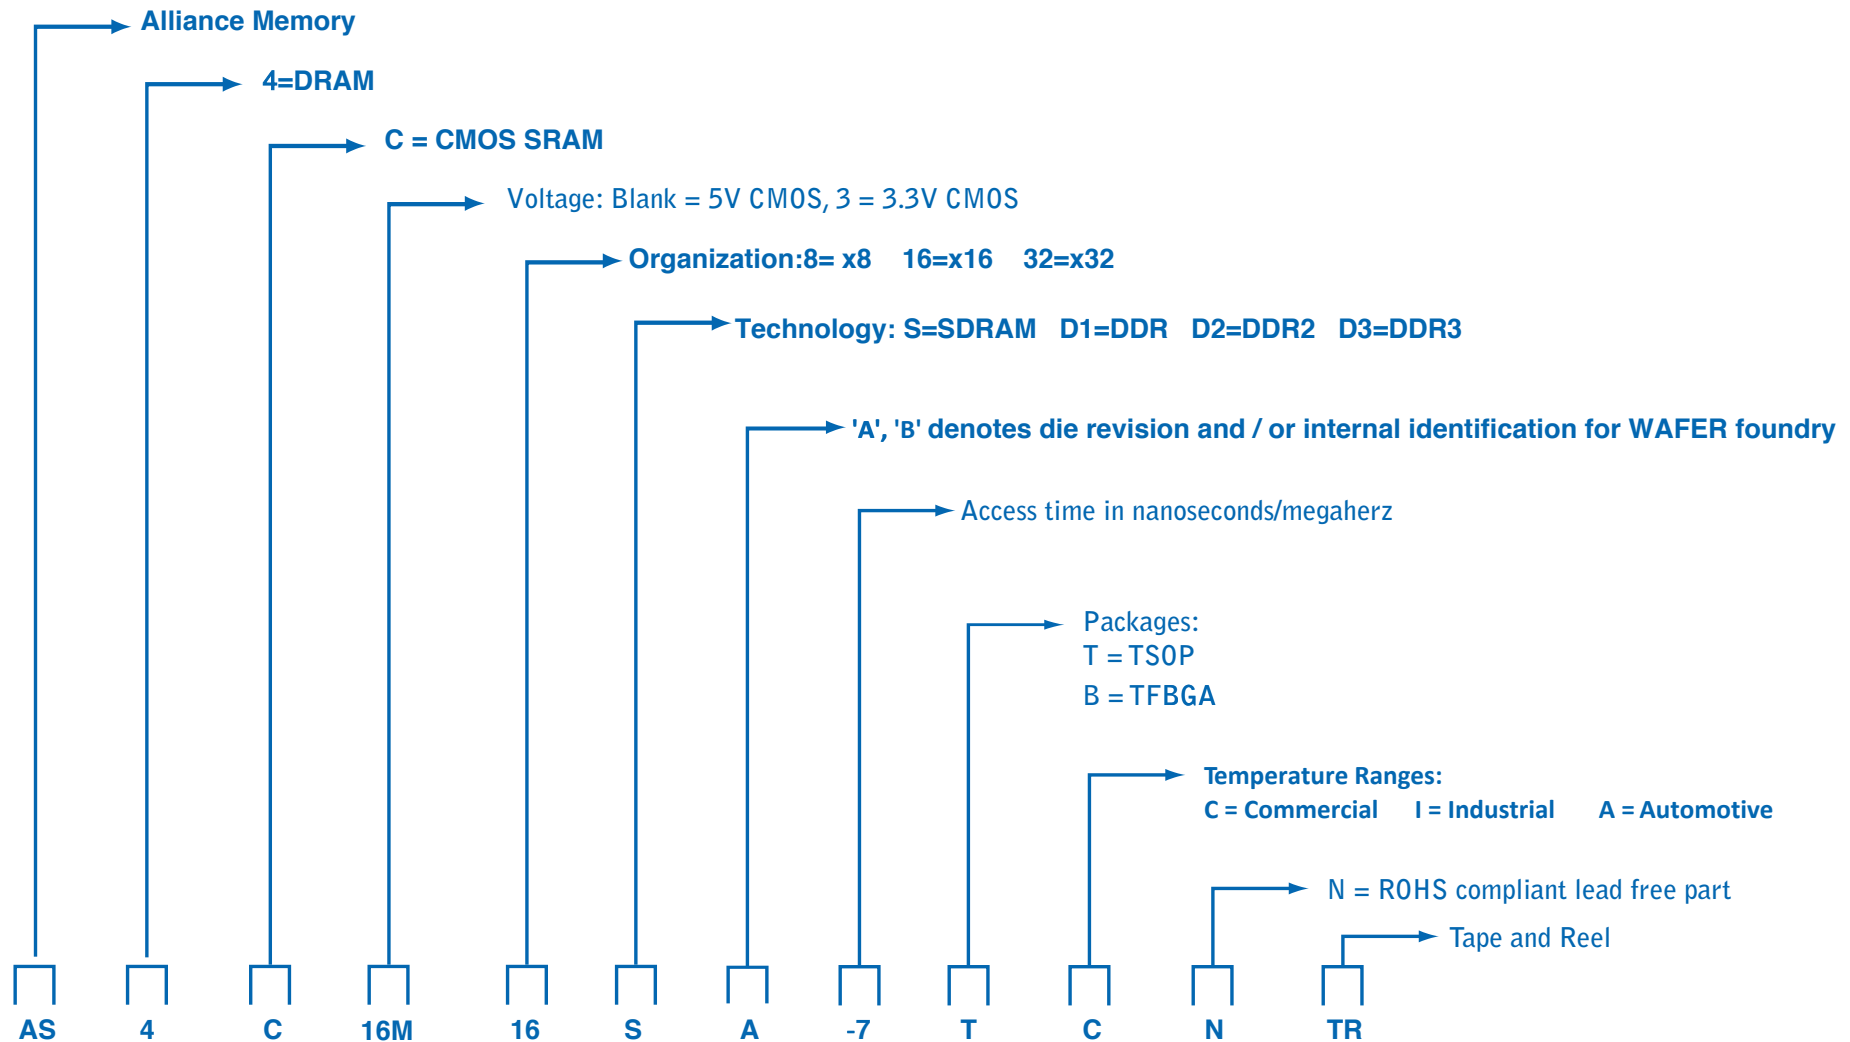 Alliance Memory
4=DRAM
C = CMOS SRAM
Voltage: Blank = 5V CMOS, 3 = 3.3V CMOS
Organization:8= x8 16=x16 32=x32
Technology: S=SDRAM D1=DDR D2=DDR2 D3=DDR3
'A', 'B' denotes die revision and / or internal identification for WAFER foundry
Access time in nanoseconds/megaherz
Packages:
T = TSOP
B = TFBGA
Temperature Ranges:
C = Commercial I = Industrial A = Automotive
N = ROHS compliant lead free part
Tape and Reel
AS 4 C 16M 16 S A -7 T C N TR